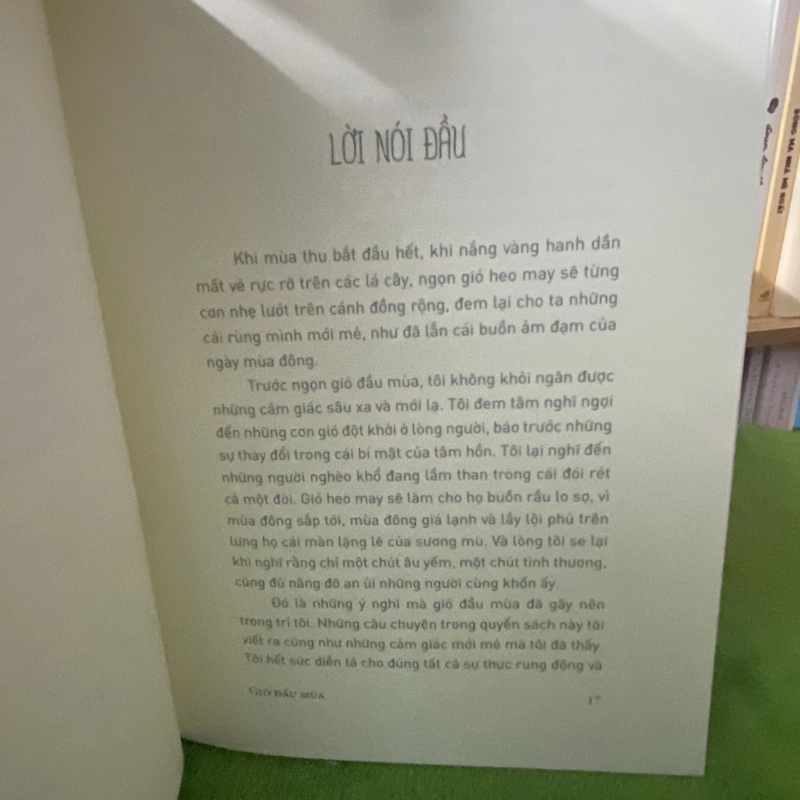 LỜI NÓI ĐẦU
Khi mùa thu bắt đầu hết, khi nắng vàng hanh dần
mất vẻ rực rỡ trên các lá cây, ngọn gió heo may sẽ từng
cơn nhẹ lướt trên cánh đồng rộng, đem lại cho ta những
cái rùng mình mới mẻ, như đã lẫn cái buồn ảm đạm của
ngày mùa đông.
Trước ngọn gió đầu mùa, tôi không khỏi ngăn được
những cảm giác sâu xa và mới lạ. Tôi đem tâm nghĩ ngợi
đến những cơn gió đột khởi ở lòng người, báo trước những
sự thay đổi trong cái bí mật của tâm hồn. Tôi lại nghĩ đến
những người nghèo khổ đang lầm than trong cái đói rét
cả một đời. Gió heo may sẽ làm cho họ buồn rầu lo sợ, vì
mùa đông sắp tới, mùa đông giá lạnh và lầy lội phủ trên
lưng họ cái màn lặng lẽ của sương mù. Và lòng tôi se lại
khi nghĩ rằng chỉ một chút âu yếm, một chút tình thương,
cũng đủ nâng đỡ an ủi những người cùng khốn ấy.
Đó là những ý nghĩ mà gió đầu mùa đã gây nên
trong trí tôi. Những câu chuyện trong quyển sách này tôi
viết ra cũng như những cảm giác mới mẻ mà tôi đã thấy.
Tôi hết sức diễn tả cho đúng tất cả sự thực rung động và
GIÓ ĐẦU MÙA
17
BÓNG MA NHÀ MẸ HOÁT